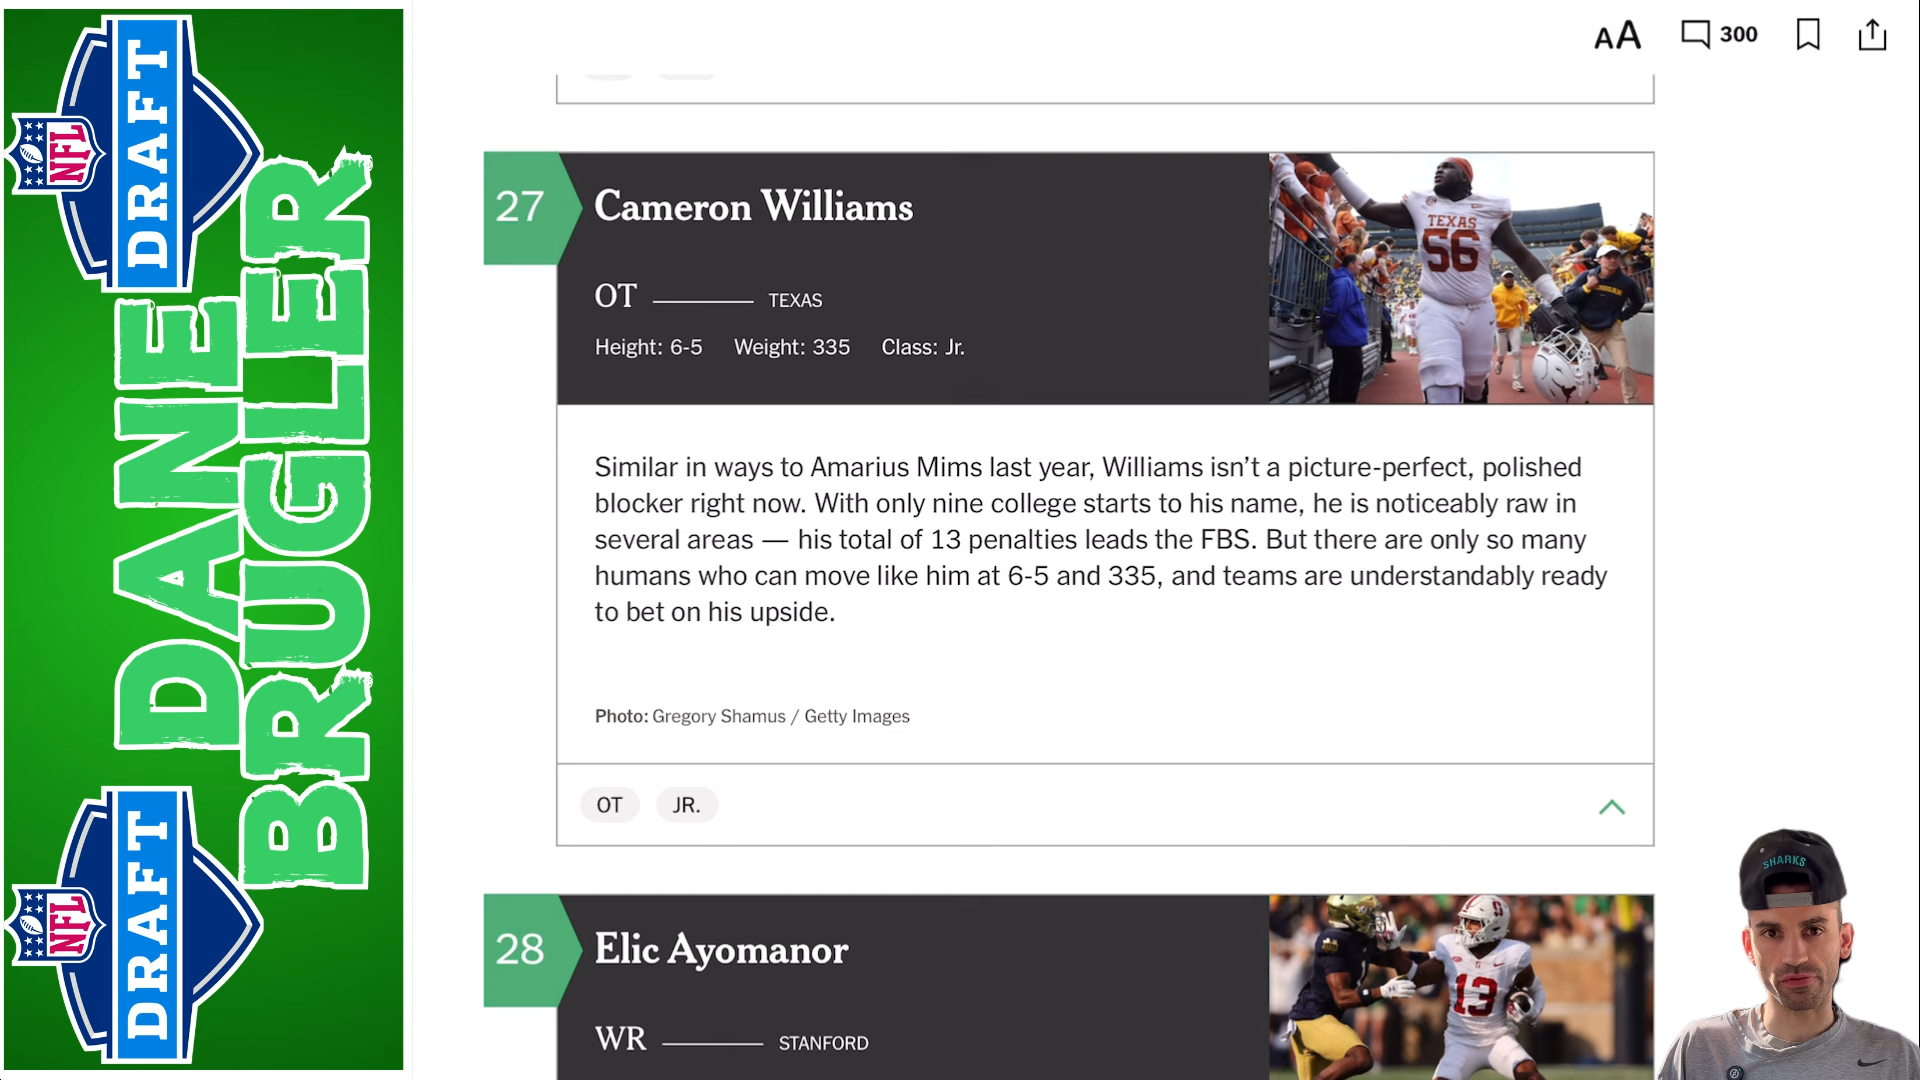 NFL DRAFT
DANE
BRUGLER
NFL DRAFT
AA 300
27
Cameron Williams
OT TEXAS
Height: 6-5 Weight: 335 Class: Jr.
TEXAS
56
Similar in ways to Amarius Mims last year, Williams isn’t a picture-perfect, polished
blocker right now. With only nine college starts to his name, he is noticeably raw in
several areas — his total of 13 penalties leads the FBS. But there are only so many
humans who can move like him at 6-5 and 335, and teams are understandably ready
to bet on his upside.
Photo: Gregory Shamus / Getty Images
OT JR.
28
Elic Ayomanor
WR STANFORD
13
SHARKS